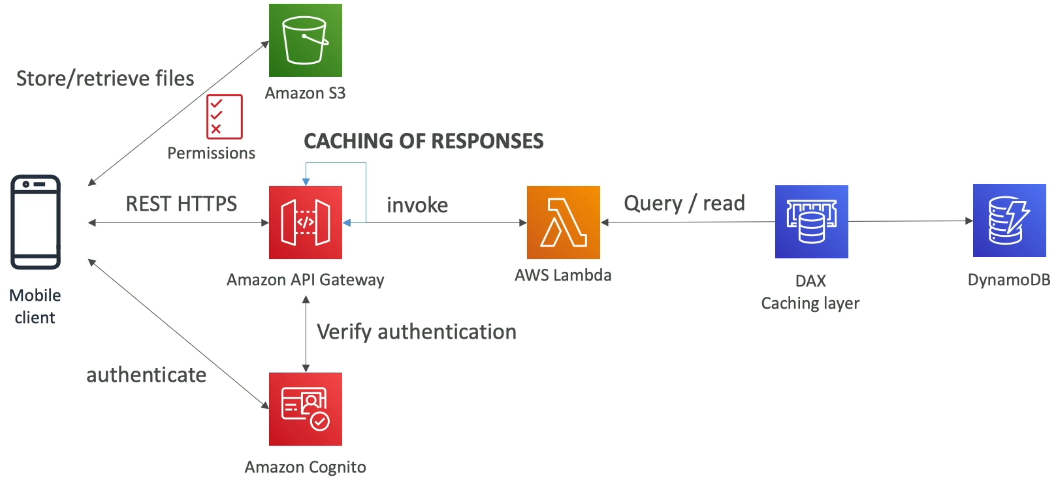 Store/retrieve files
Amazon S3
Permissions
CACHING OF RESPONSES
REST HTTPS
invoke
Query / read
Amazon API Gateway
AWS Lambda
DAX
Caching layer
DynamoDB
Mobile
client
Verify authentication
authenticate
Amazon Cognito